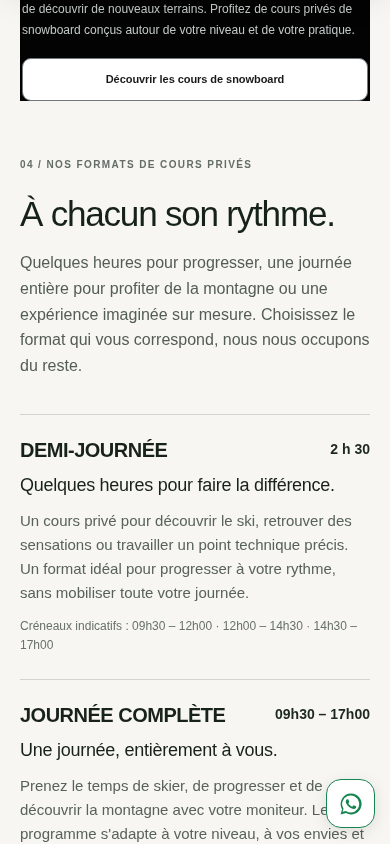 de découvrir de nouveaux terrains. Profitez de cours privés de
snowboard conçus autour de votre niveau et de votre pratique.
Découvrir les cours de snowboard
04 / NOS FORMATS DE COURS PRIVÉS
À chacun son rythme.
Quelques heures pour progresser, une journée
entière pour profiter de la montagne ou une
expérience imaginée sur mesure. Choisissez le
format qui vous correspond, nous nous occupons
du reste.
DEMI-JOURNÉE
2 h 30
Quelques heures pour faire la différence.
Un cours privé pour découvrir le ski, retrouver des
sensations ou travailler un point technique précis.
Un format idéal pour progresser à votre rythme,
sans mobiliser toute votre journée.
Créneaux indicatifs : 09h30 – 12h00 · 12h00 – 14h30 · 14h30 –
17h00
JOURNÉE COMPLÈTE
09h30 – 17h00
Une journée, entièrement à vous.
Prenez le temps de skier, de progresser et de
découvrir la montagne avec votre moniteur. Le
programme s'adapte à votre niveau, à vos envies et